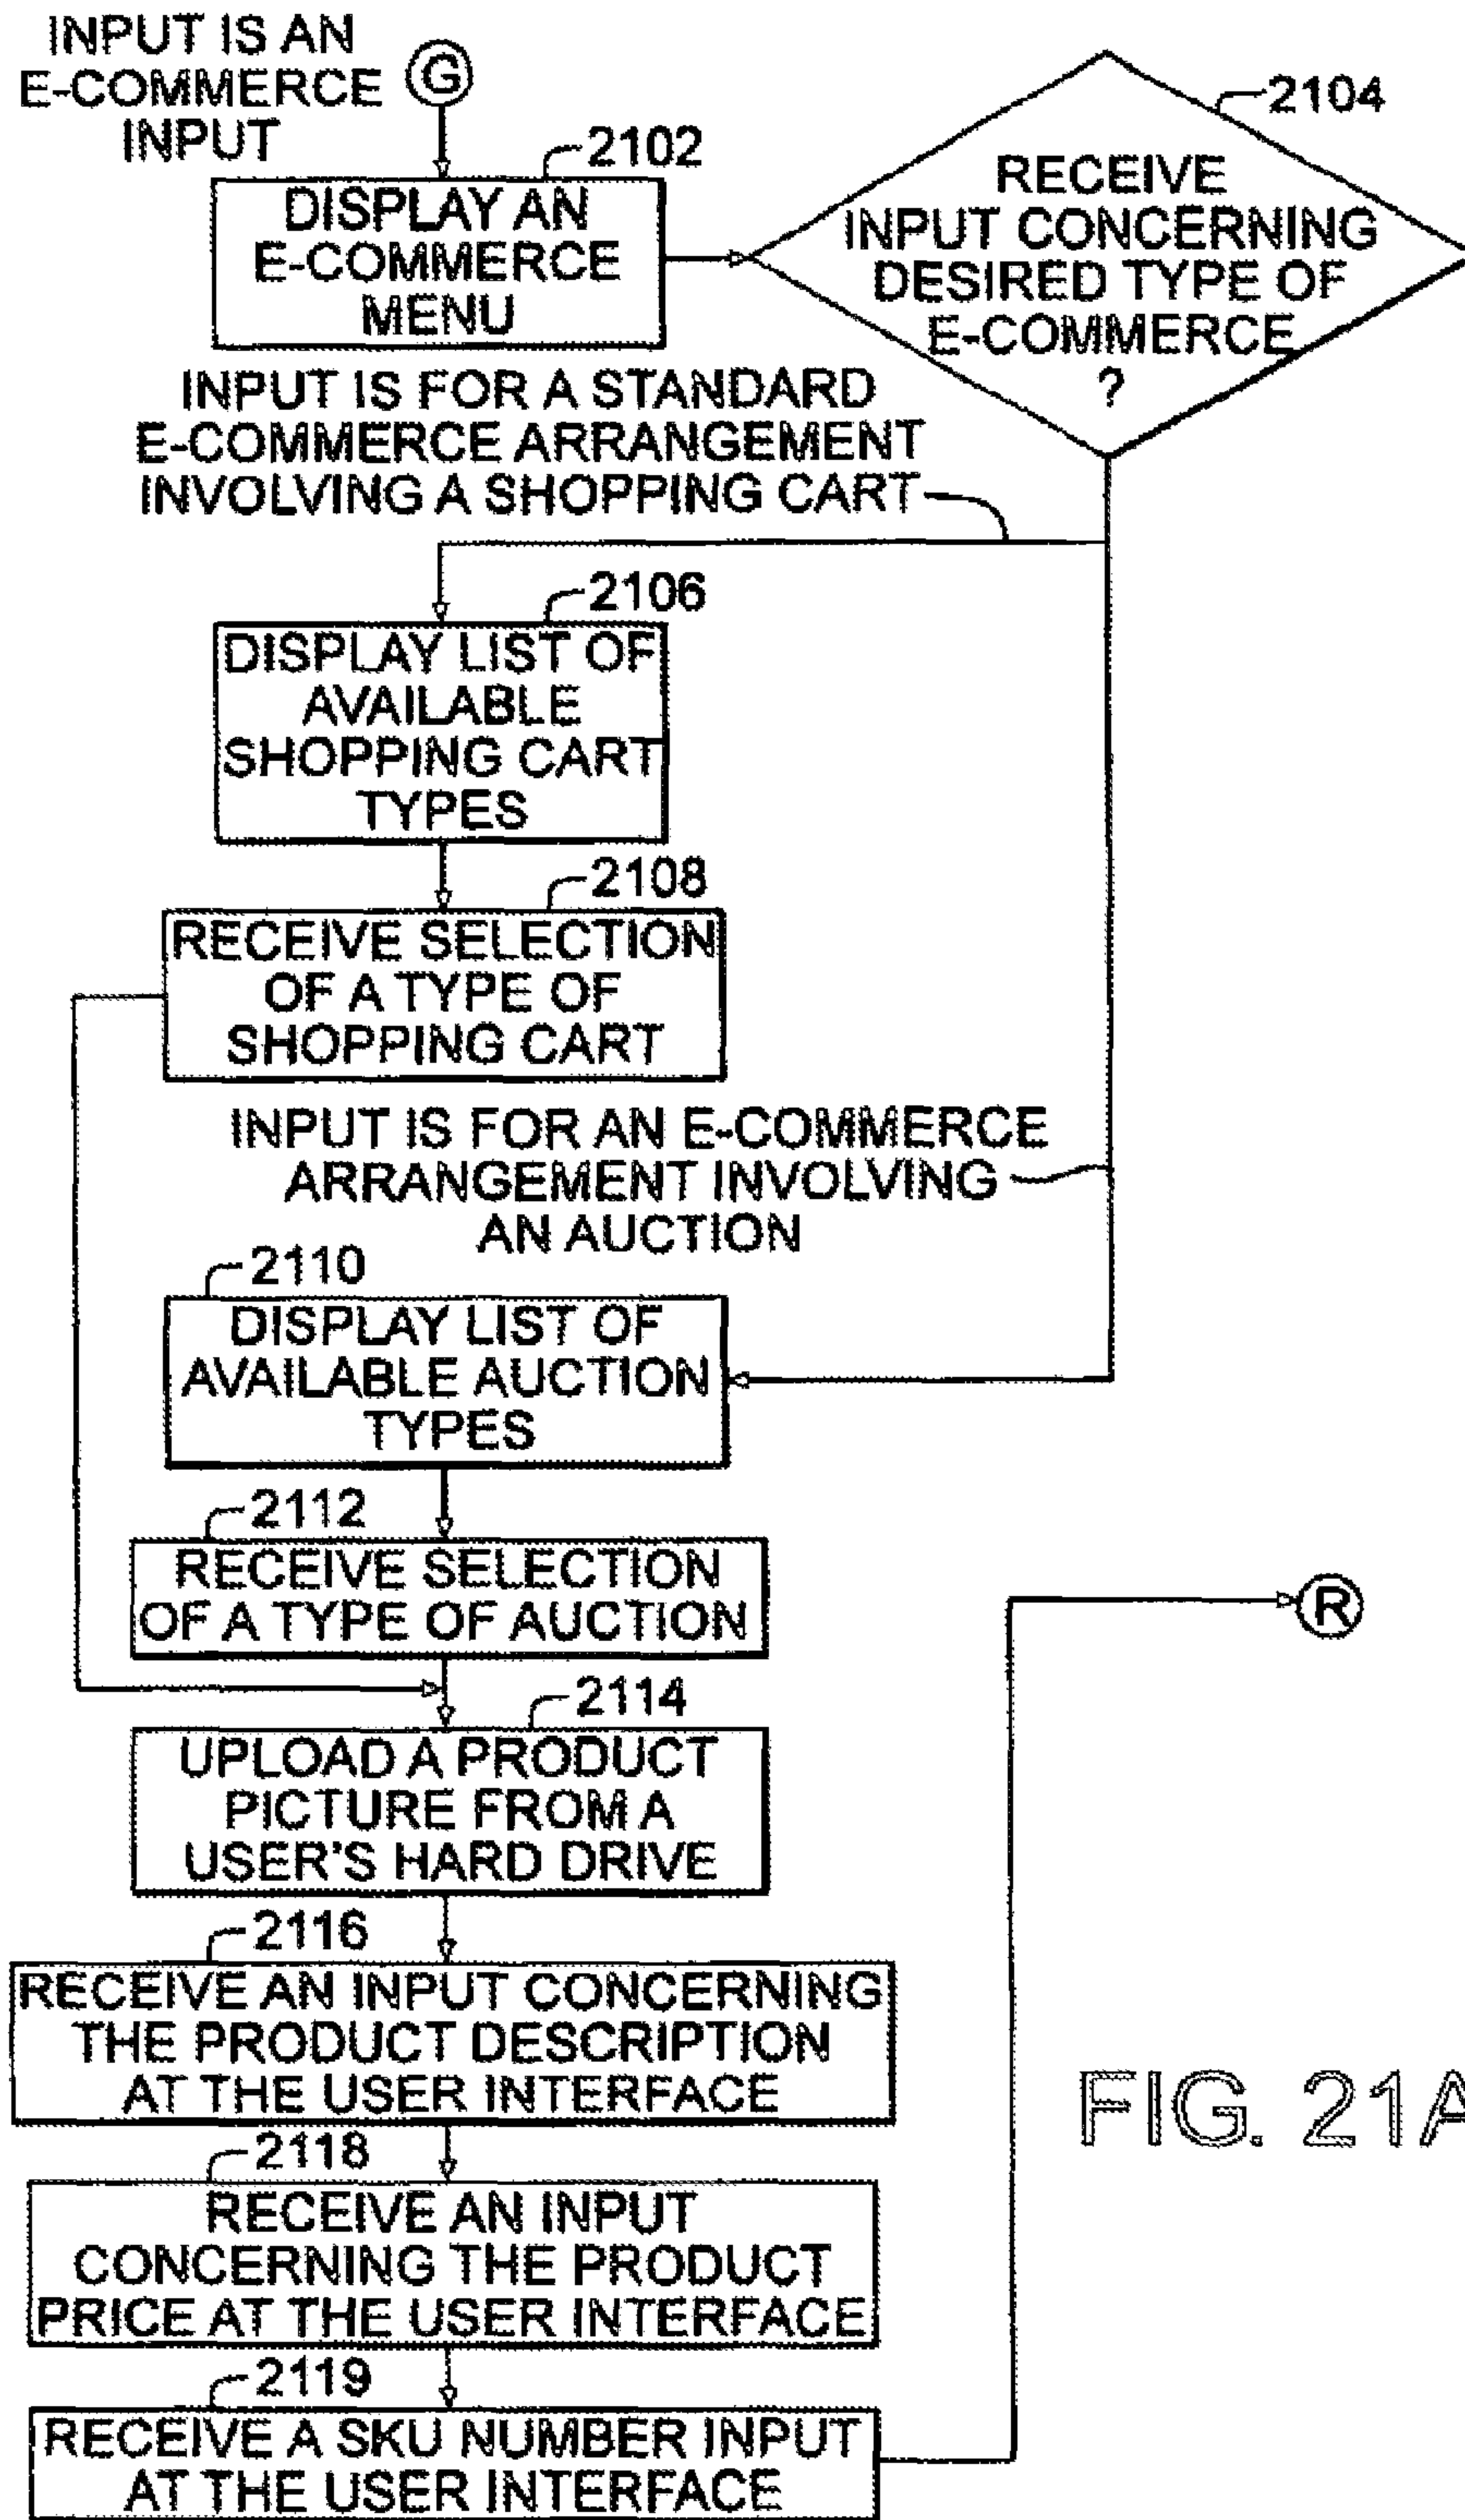 INPUT IS AN
E-COMMERCE
INPUT
G
2102
DISPLAY AN
E-COMMERCE
MENU
2104
RECEIVE
INPUT CONCERNING
DESIRED TYPE OF
E-COMMERCE
?
INPUT IS FOR A STANDARD
E-COMMERCE ARRANGEMENT
INVOLVING A SHOPPING CART
2106
DISPLAY LIST OF
AVAILABLE
SHOPPING CART
TYPES
2108
RECEIVE SELECTION
OF A TYPE OF
SHOPPING CART
INPUT IS FOR AN E-COMMERCE
ARRANGEMENT INVOLVING
AN AUCTION
2110
DISPLAY LIST OF
AVAILABLE AUCTION
TYPES
2112
RECEIVE SELECTION
OF A TYPE OF AUCTION
R
2114
UPLOAD A PRODUCT
PICTURE FROM A
USER'S HARD DRIVE
2116
RECEIVE AN INPUT CONCERNING
THE PRODUCT DESCRIPTION
AT THE USER INTERFACE
2118
RECEIVE AN INPUT
CONCERNING THE PRODUCT
PRICE AT THE USER INTERFACE
2119
RECEIVE A SKU NUMBER INPUT
AT THE USER INTERFACE
FIG. 21A